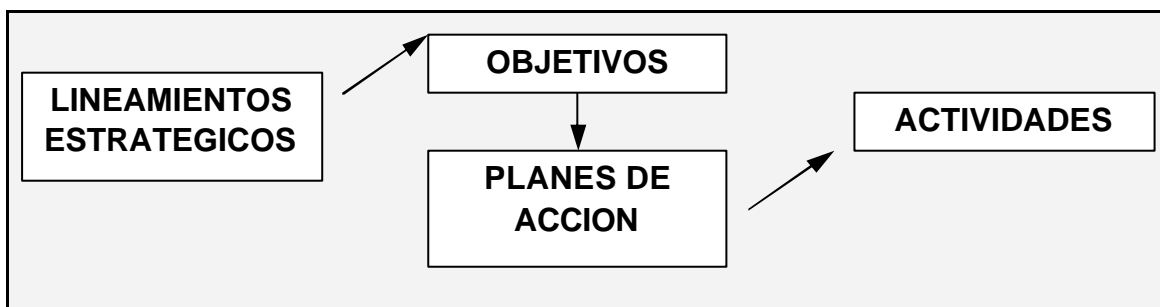 LINEAMIENTOS
ESTRATEGICOS
OBJETIVOS
PLANES DE
ACCION
ACTIVIDADES